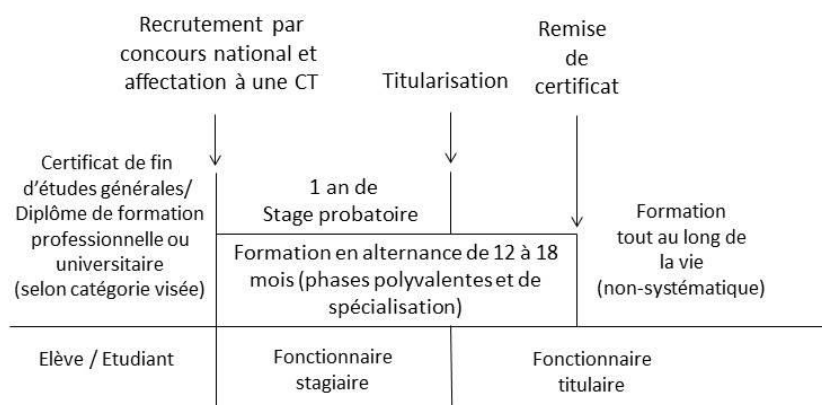 Recrutement par
concours national et
affectation à une CT
Titularisation
Remise
de
certificat
Certificat de fin
d'études générales/
Diplôme de formation
professionnelle ou
universitaire
(selon catégorie visée)
1 an de
Stage probatoire
Formation en alternance de 12 à 18
mois (phases polyvalentes et de
spécialisation)
Formation
tout au long de
la vie
(non-systématique)
Elève / Etudiant
Fonctionnaire
stagiaire
Fonctionnaire
titulaire